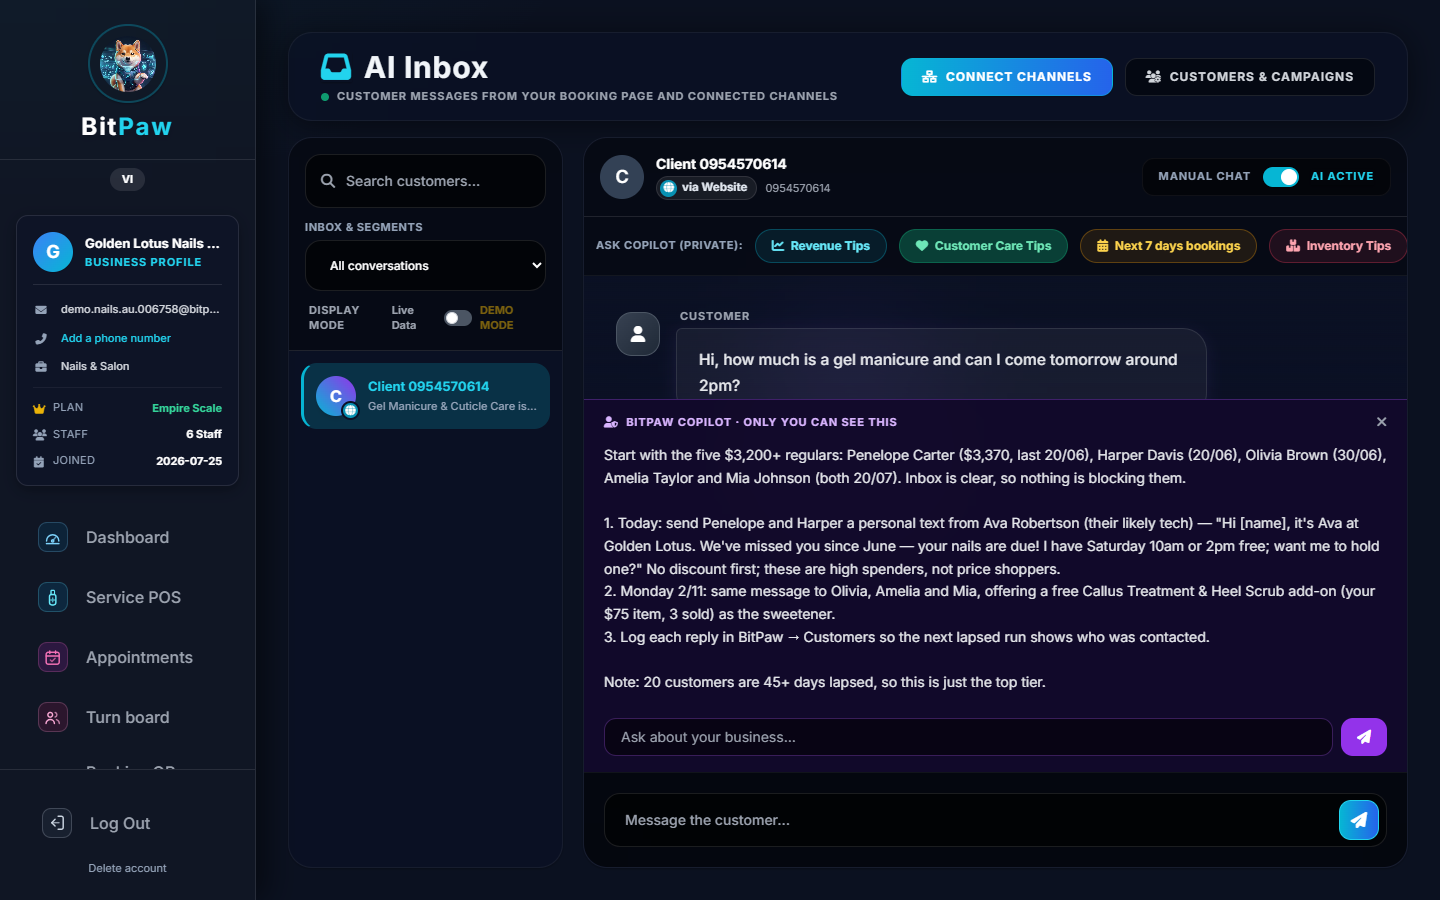 BitPaw
VI
G
Golden Lotus Nails ...
BUSINESS PROFILE
demo.nails.au.006758@bitp...
Add a phone number
Nails & Salon
PLAN
Empire Scale
STAFF
6 Staff
JOINED
2026-07-25
Dashboard
Service POS
Appointments
Turn board
Log Out
Delete account
AI Inbox
CUSTOMER MESSAGES FROM YOUR BOOKING PAGE AND CONNECTED CHANNELS
CONNECT CHANNELS
CUSTOMERS & CAMPAIGNS
Search customers...
INBOX & SEGMENTS
All conversations
DISPLAY MODE
Live Data
DEMO MODE
C
Client 0954570614
Gel Manicure & Cuticle Care is...
C
Client 0954570614
via Website
0954570614
MANUAL CHAT
AI ACTIVE
ASK COPILOT (PRIVATE):
Revenue Tips
Customer Care Tips
Next 7 days bookings
Inventory Tips
CUSTOMER
Hi, how much is a gel manicure and can I come tomorrow around
2pm?
BITPAW COPILOT · ONLY YOU CAN SEE THIS
Start with the five $3,200+ regulars: Penelope Carter ($3,370, last 20/06), Harper Davis (20/06), Olivia Brown (30/06),
Amelia Taylor and Mia Johnson (both 20/07). Inbox is clear, so nothing is blocking them.
1. Today: send Penelope and Harper a personal text from Ava Robertson (their likely tech) — "Hi [name], it's Ava at
Golden Lotus. We've missed you since June — your nails are due! I have Saturday 10am or 2pm free; want me to hold
one?" No discount first; these are high spenders, not price shoppers.
2. Monday 2/11: same message to Olivia, Amelia and Mia, offering a free Callus Treatment & Heel Scrub add-on (your
$75 item, 3 sold) as the sweetener.
3. Log each reply in BitPaw → Customers so the next lapsed run shows who was contacted.
Note: 20 customers are 45+ days lapsed, so this is just the top tier.
Ask about your business...
Message the customer...